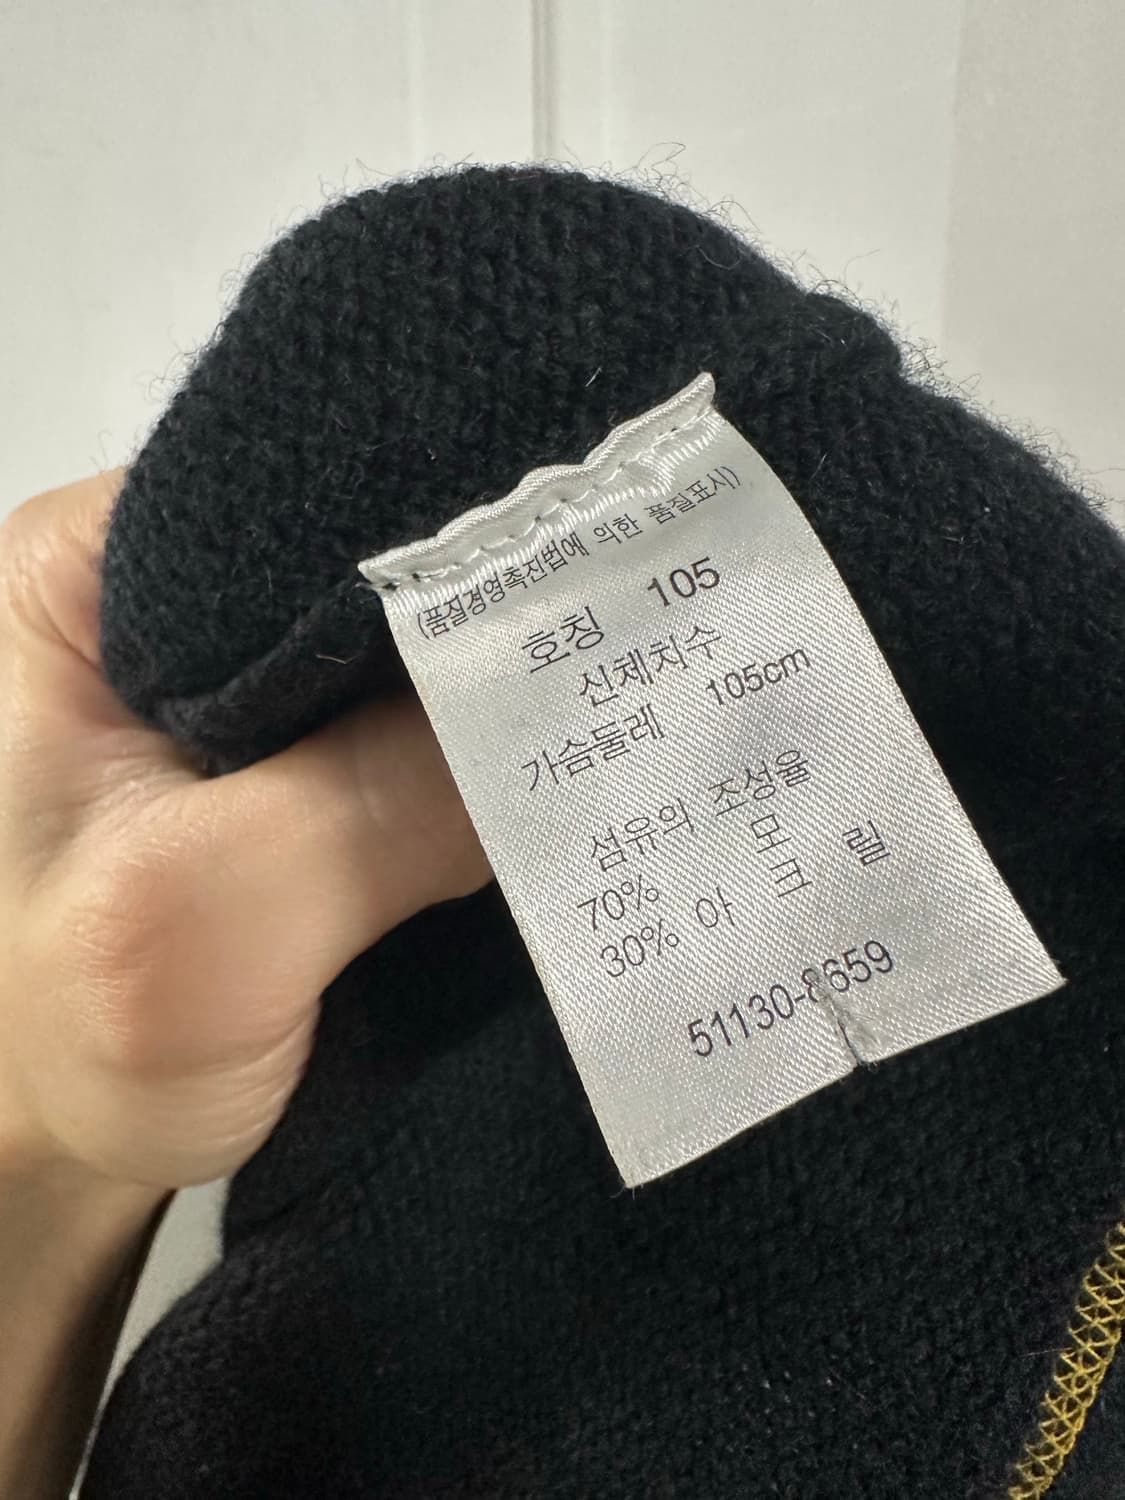 (품질경영촉진법에 의한 품질표시)
호칭 105
신체치수
가슴둘레 105cm
섬유의 조성율
70% 모
30% 아 크 릴
51130-8659